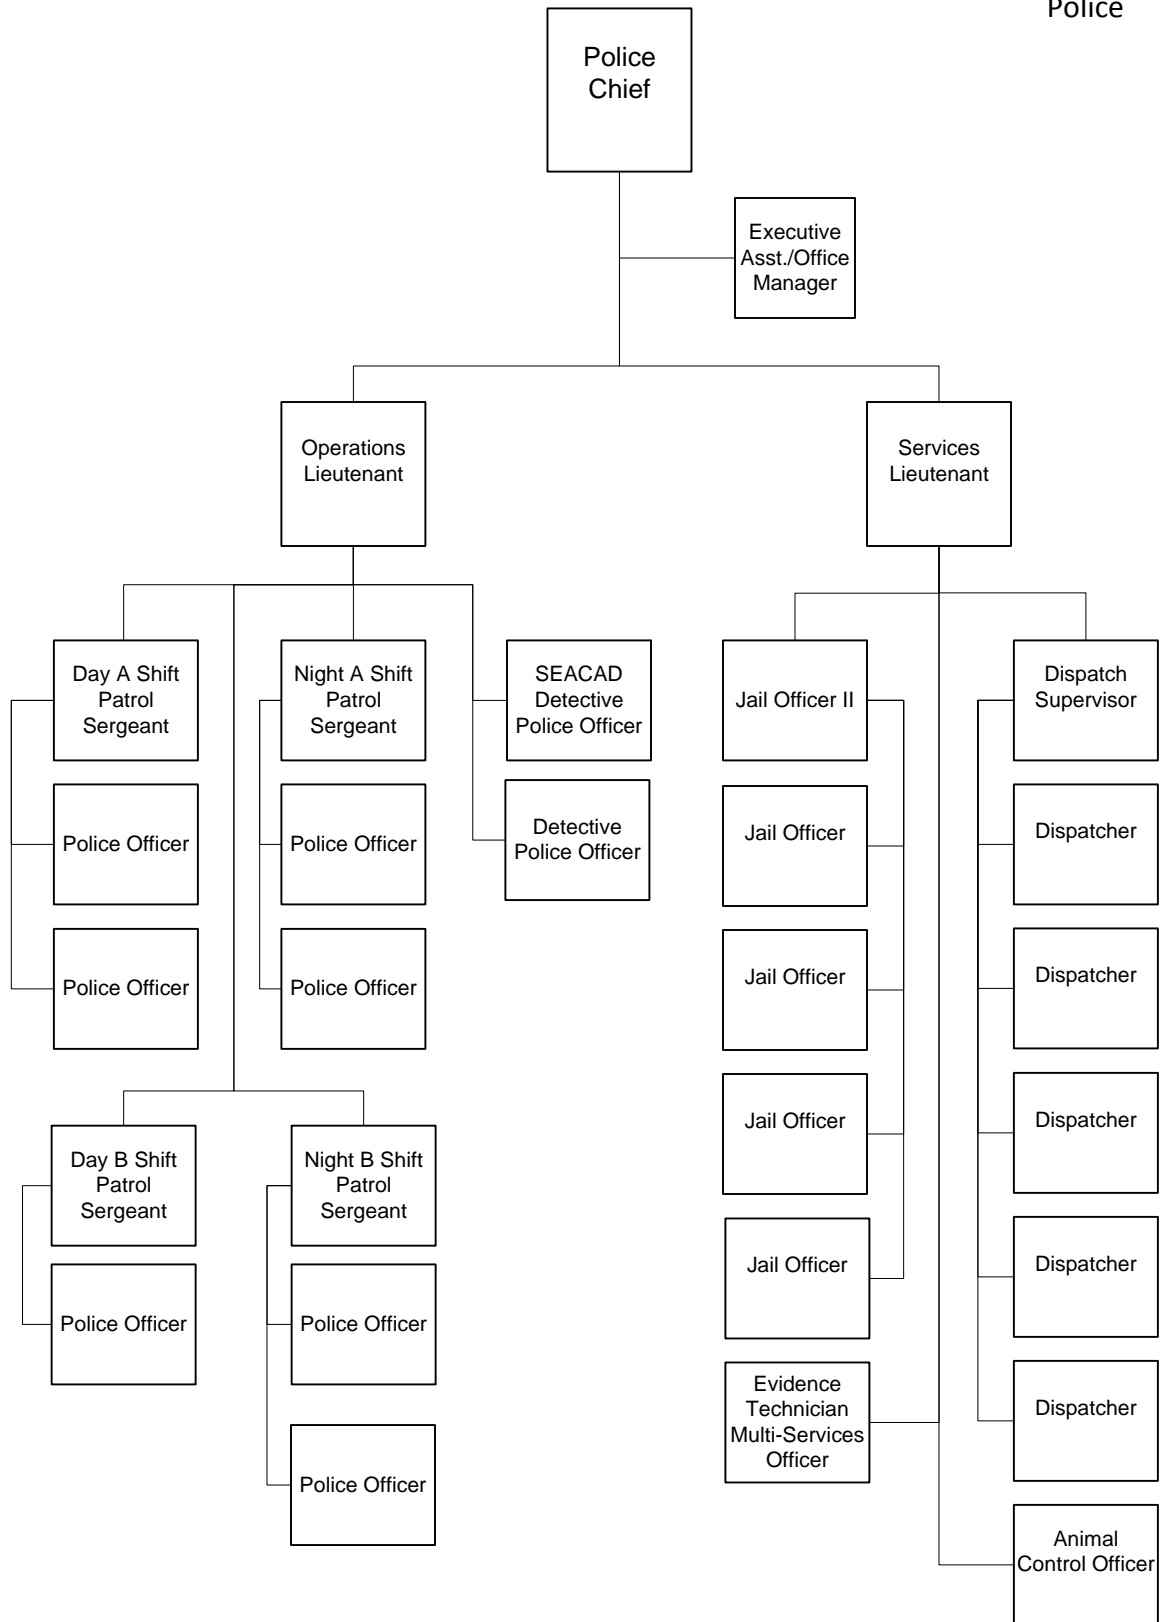 Police
Police
Chief
Executive
Asst./Office
Manager
Operations
Lieutenant
Services
Lieutenant
Day A Shift
Patrol
Sergeant
Night A Shift
Patrol
Sergeant
SEACAD
Detective
Police Officer
Jail Officer II
Dispatch
Supervisor
Police Officer
Police Officer
Detective
Police Officer
Jail Officer
Dispatcher
Police Officer
Police Officer
Jail Officer
Dispatcher
Day B Shift
Patrol
Sergeant
Night B Shift
Patrol
Sergeant
Jail Officer
Dispatcher
Police Officer
Police Officer
Jail Officer
Dispatcher
Police Officer
Evidence
Technician
Multi-Services
Officer
Dispatcher
Animal
Control Officer